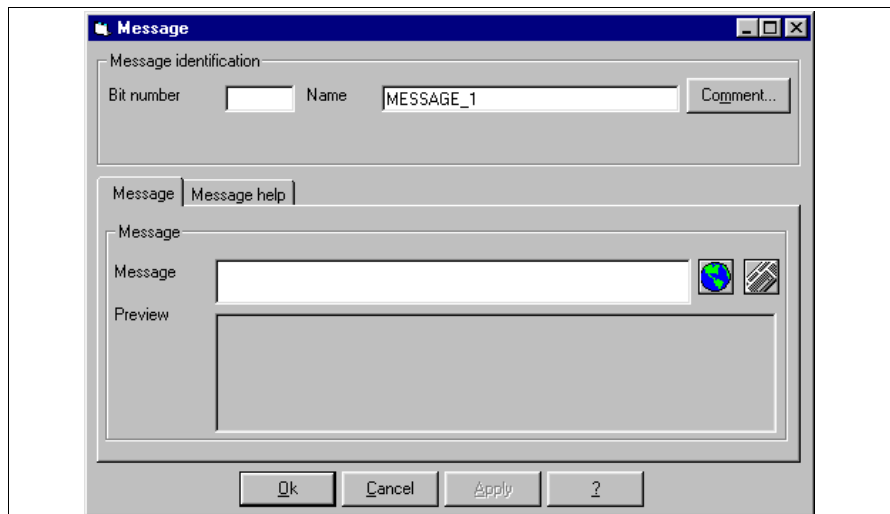 Message
Message identification
Bit number Name MESSAGE_1 Comment...
Message Message help
Message
Message
Preview
Ok Cancel Apply ?